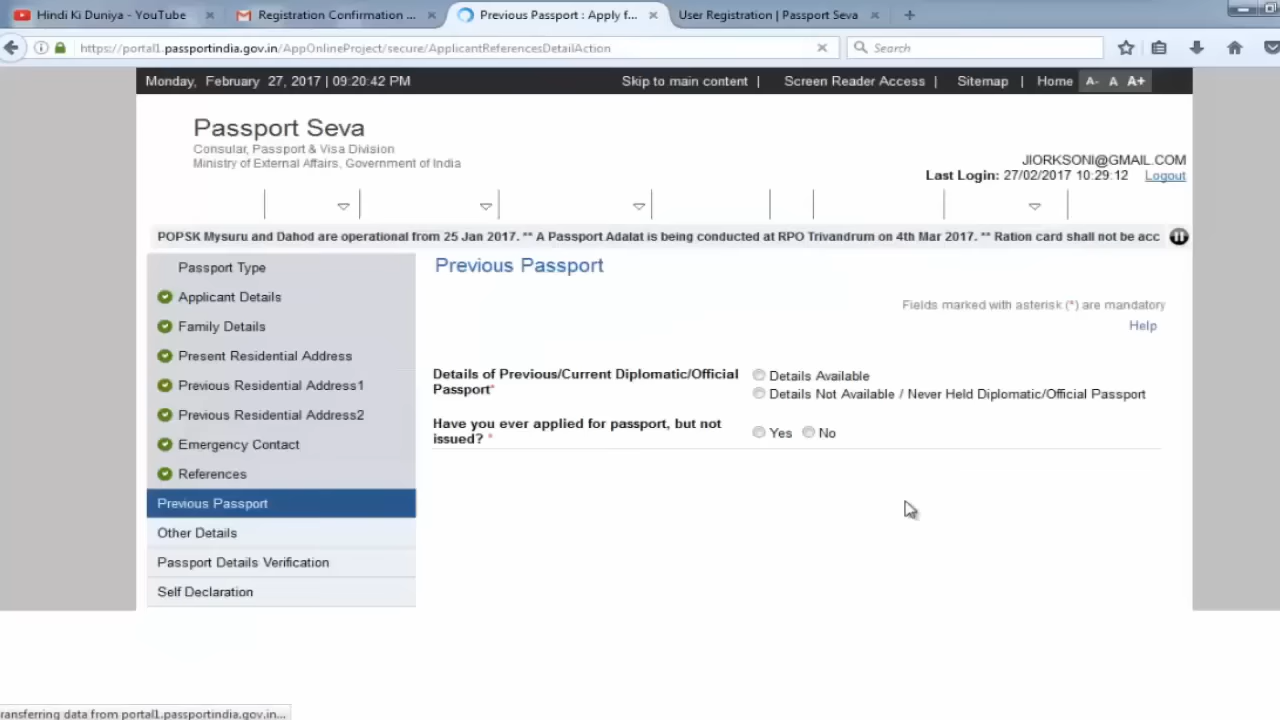 Hindi Ki Duniya - YouTube
Registration Confirmation ...
Previous Passport : Apply f...
User Registration | Passport Seva
https://portal1.passportindia.gov.in/AppOnlineProject/secure/ApplicantReferencesDetailAction
Search
Monday, February 27, 2017 | 09:20:42 PM
Skip to main content | Screen Reader Access | Sitemap | Home A- A A+
Passport Seva
Consular, Passport & Visa Division
Ministry of External Affairs, Government of India
JIORKSONI@GMAIL.COM
Last Login: 27/02/2017 10:29:12 Logout
POPSK Mysuru and Dahod are operational from 25 Jan 2017. ** A Passport Adalat is being conducted at RPO Trivandrum on 4th Mar 2017. ** Ration card shall not be acc
Passport Type
Applicant Details
Family Details
Present Residential Address
Previous Residential Address1
Previous Residential Address2
Emergency Contact
References
Previous Passport
Other Details
Passport Details Verification
Self Declaration
Previous Passport
Fields marked with asterisk (*) are mandatory
Help
Details of Previous/Current Diplomatic/Official
Passport*
Details Available
Details Not Available / Never Held Diplomatic/Official Passport
Have you ever applied for passport, but not
issued? *
Yes No
ransferring data from portal1.passportindia.gov.in...